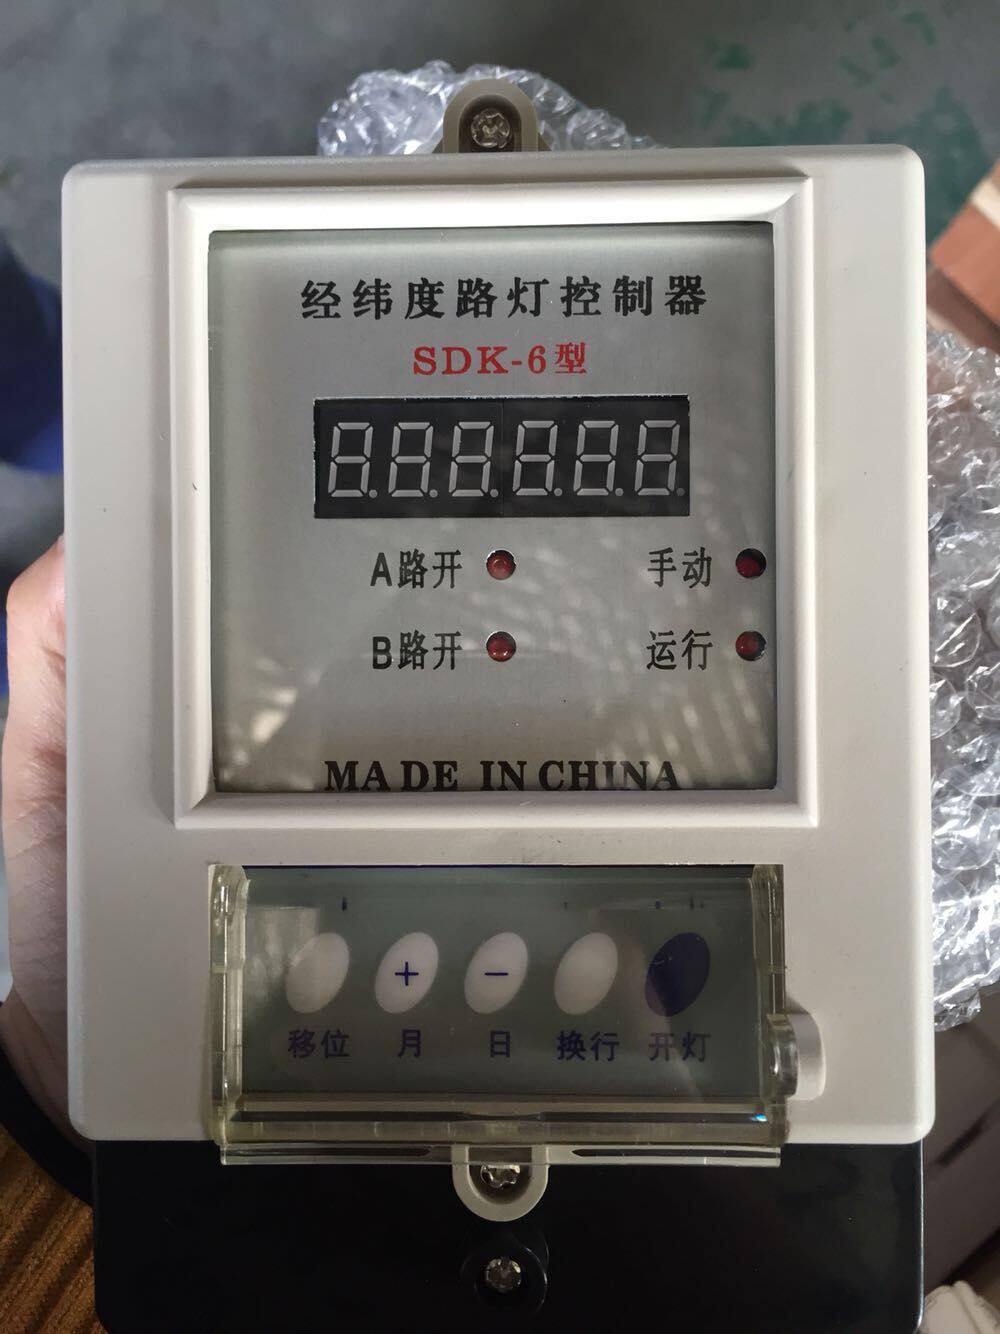 经纬度路灯控制器
SDK-6型
A路开 手动
B路开 运行
MADE IN CHINA
+ −
移位 月 日 换行 开灯